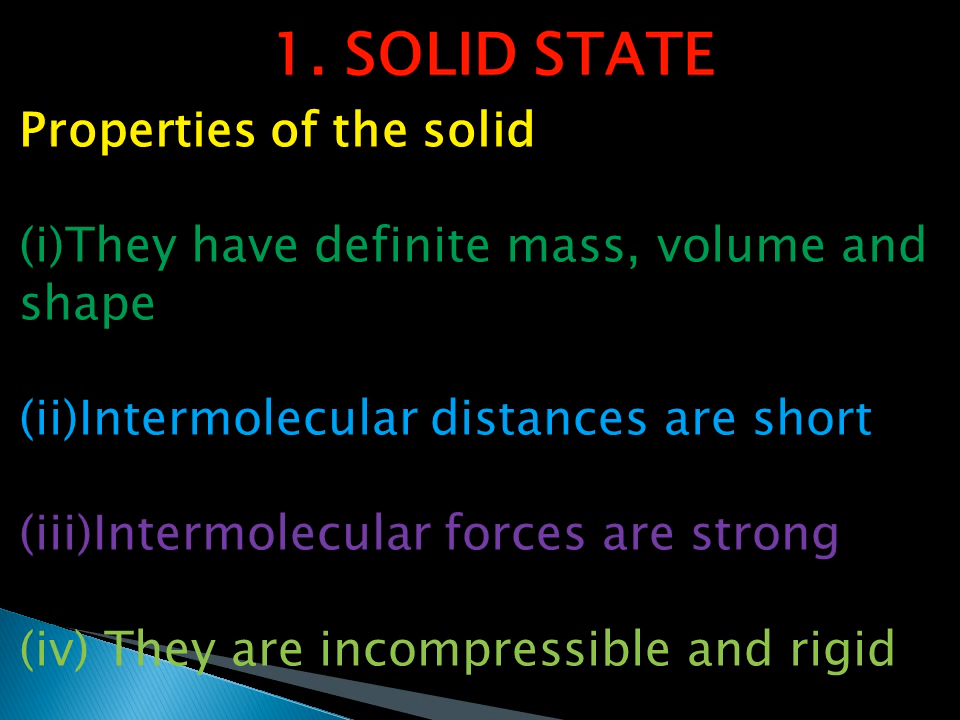 1. SOLID STATE
Properties of the solid
(i)They have definite mass, volume and
shape
(ii)Intermolecular distances are short
(iii)Intermolecular forces are strong
(iv) They are incompressible and rigid